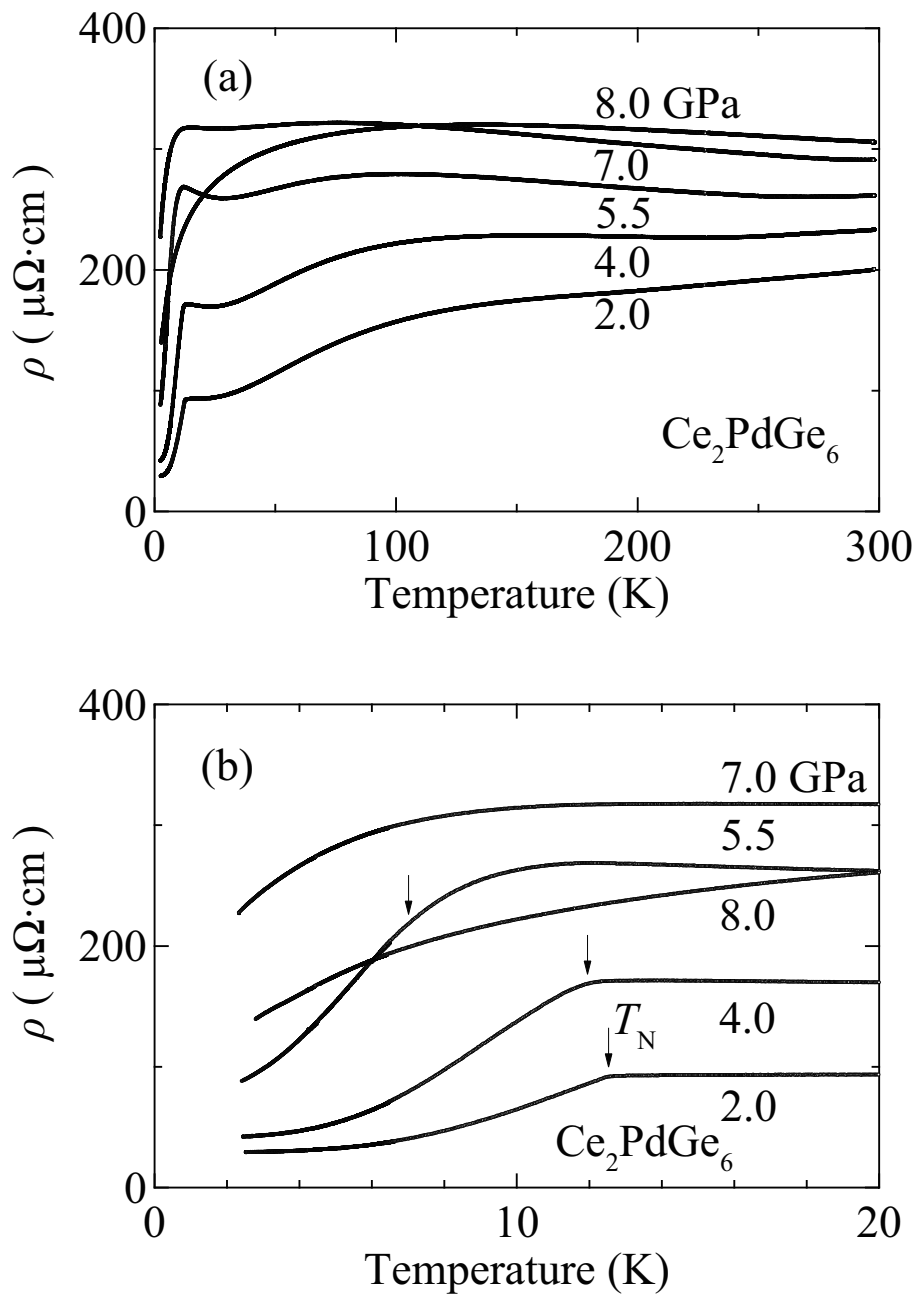 400
(a)
8.0 GPa
7.0
5.5
4.0
2.0
200
0
ρ ( μΩ·cm )
Ce₂PdGe₆
0 100 200 300
Temperature (K)
400
(b)
7.0 GPa
5.5
8.0
4.0
2.0
T_N
200
0
ρ ( μΩ·cm )
Ce₂PdGe₆
0 10 20
Temperature (K)